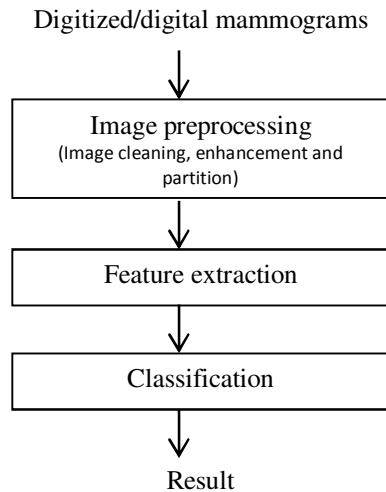 Digitized/digital mammograms
Image preprocessing
(Image cleaning, enhancement and
partition)
Feature extraction
Classification
Result